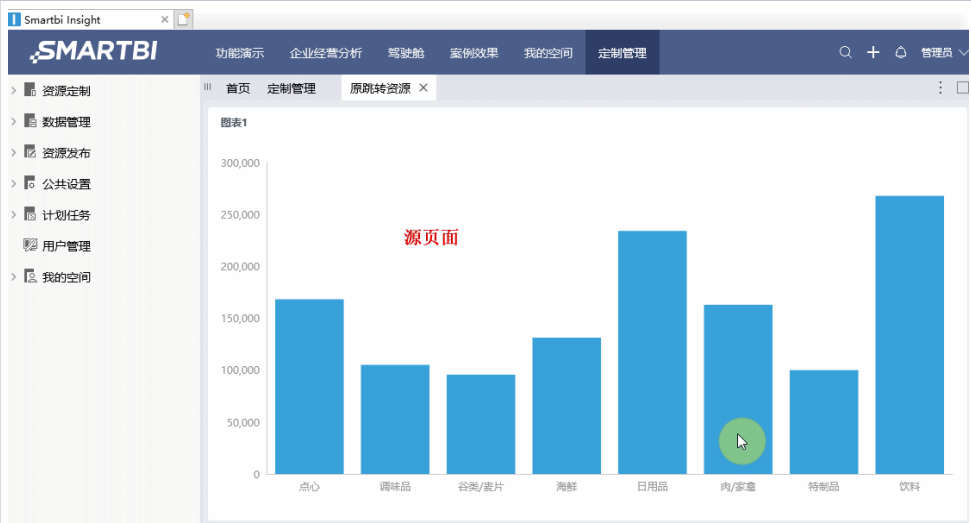 Smartbi Insight
SMARTBI
功能演示 企业经营分析 驾驶舱 案例效果 我的空间 定制管理 管理员
资源定制
数据管理
资源发布
公共设置
计划任务
用户管理
我的空间
首页 定制管理 原跳转资源
图表1
源页面
300,000
250,000
200,000
150,000
100,000
50,000
0
点心 调味品 谷类/麦片 海鲜 日用品 肉/家禽 特制品 饮料